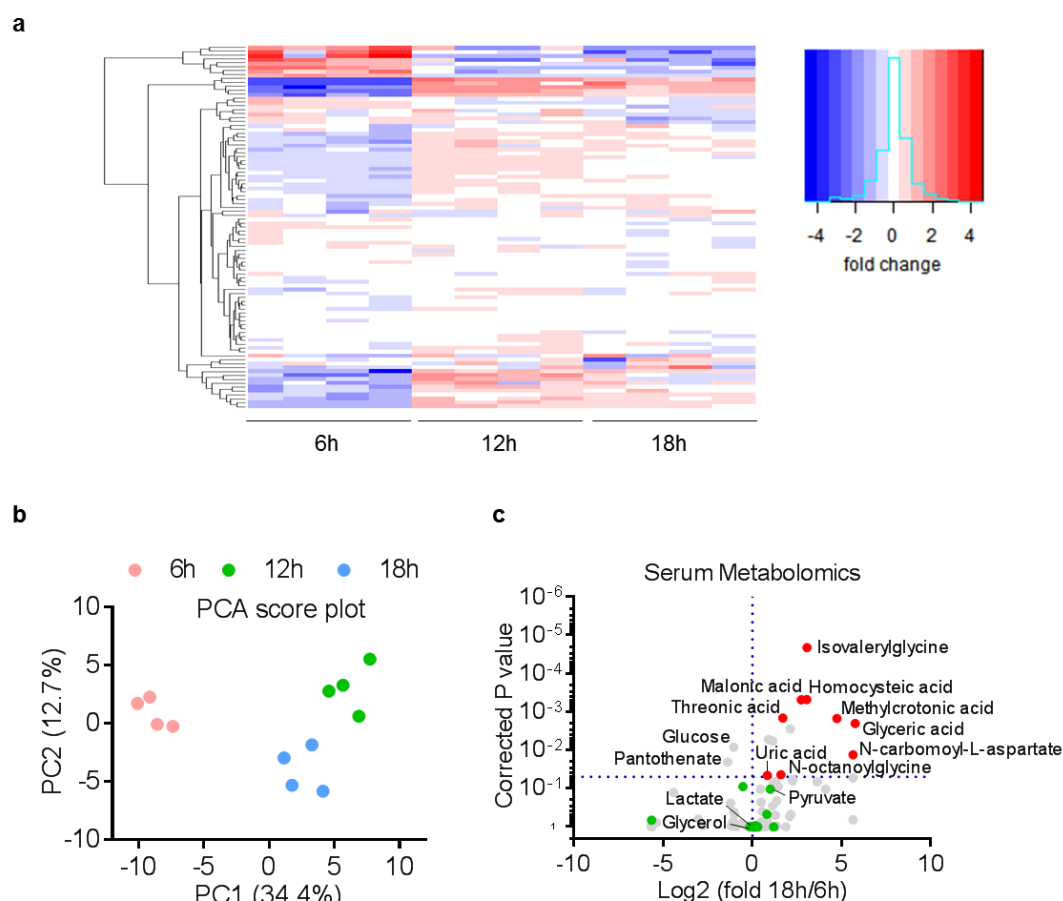 a
-4 -2 0 2 4
fold change
6h 12h 18h
b
6h 12h 18h
PCA score plot
10
5
0
-5
-10
PC2 (12.7%)
-10 -5 0 5 10
PC1 (34.4%)
c
Serum Metabolomics
10-6
10-5
10-4
10-3
10-2
10-1
1
Corrected P value
Isovalerylglycine
Malonic acid Homocysteic acid
Threonic acid Methylcrotonic acid
Glucose Glyceric acid
Pantothenate Uric acid N-carbomoyl-L-aspartate
N-octanoylglycine
Lactate Pyruvate
Glycerol
-10 -5 0 5 10
Log2 (fold 18h/6h)